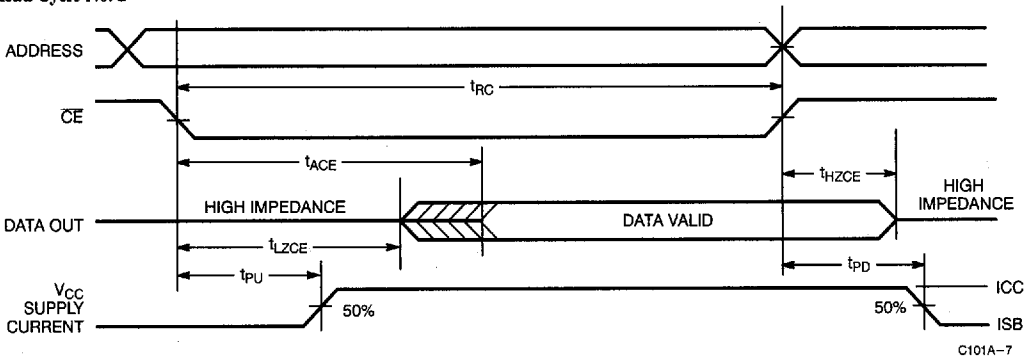 ADDRESS
tRC
CE
tACE
tHZCE
HIGH IMPEDANCE
HIGH
IMPEDANCE
DATA OUT
DATA VALID
tLZCE
tPU
tPD
VCC
SUPPLY
CURRENT
50%
50%
ICC
ISB
C101A-7